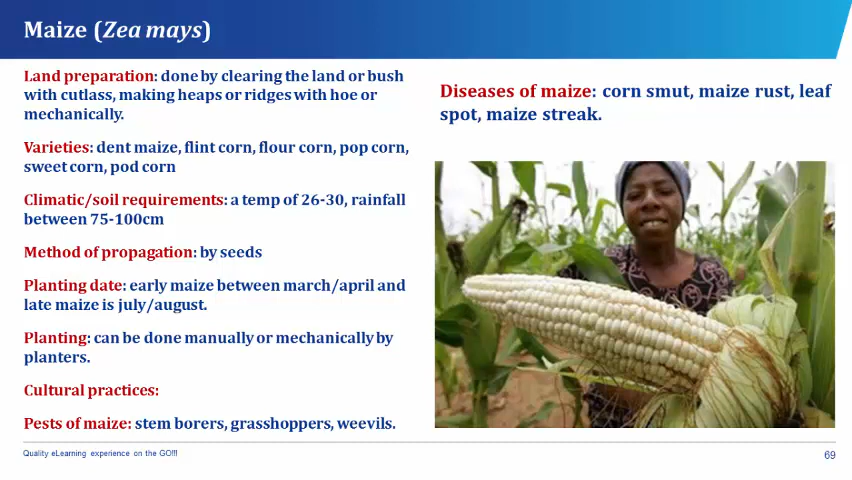 Maize (Zea mays)
Land preparation: done by clearing the land or bush
with cutlass, making heaps or ridges with hoe or
mechanically.
Varieties: dent maize, flint corn, flour corn, pop corn,
sweet corn, pod corn
Climatic/soil requirements: a temp of 26-30, rainfall
between 75-100cm
Method of propagation: by seeds
Planting date: early maize between march/april and
late maize is july/august.
Planting: can be done manually or mechanically by
planters.
Cultural practices:
Pests of maize: stem borers, grasshoppers, weevils.
Diseases of maize: corn smut, maize rust, leaf
spot, maize streak.
Quality eLearning experience on the GO!!!
69